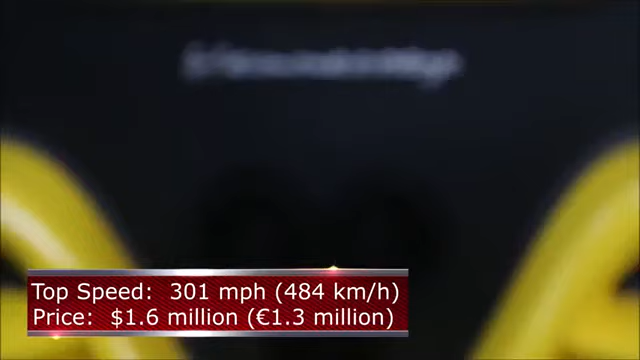 Top Speed: 301 mph (484 km/h)
Price: $1.6 million (€1.3 million)